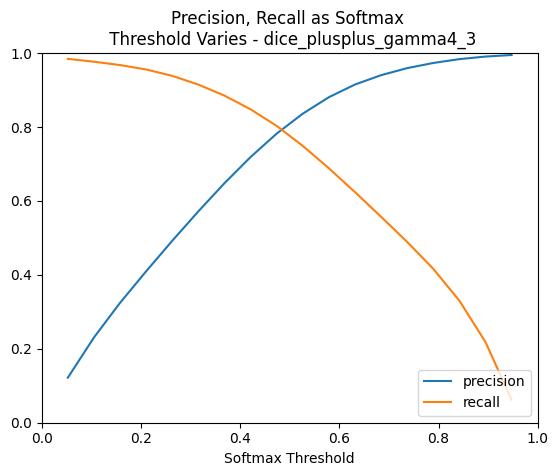 Precision, Recall as Softmax
Threshold Varies - dice_plusplus_gamma4_3
1.0
0.8
0.6
0.4
0.2
0.0
0.0 0.2 0.4 0.6 0.8 1.0
precision
recall
Softmax Threshold